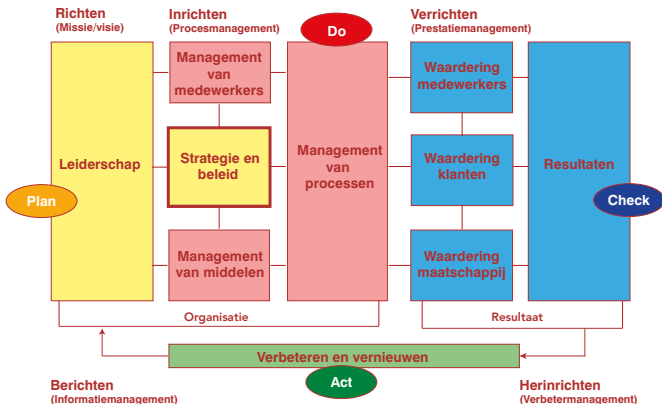 Richten
(Missie/visie)
Inrichten
(Procesmanagement)
Do
Verrichten
(Prestatiemanagement)
Management
van
medewerkers
Waardering
medewerkers
Leiderschap
Strategie en
beleid
Management
van
processen
Waardering
klanten
Resultaten
Plan
Check
Management
van middelen
Waardering
maatschappij
Organisatie
Resultaat
Verbeteren en vernieuwen
Act
Berichten
(Informatiemanagement)
Herinrichten
(Verbetermanagement)